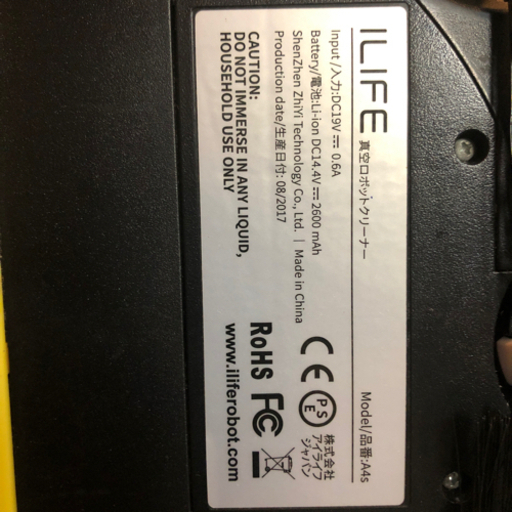 ILIFE 真空ロボットクリーナー Model/品番:A4s
Input /入力:DC19V ⎓ 0.6A
Battery/電池:Li-ion DC14.4V ⎓ 2600 mAh
ShenZhen ZhiYi Technology Co., Ltd. | Made in China
Production date/生産日付: 08/2017
CAUTION:
DO NOT IMMERSE IN ANY LIQUID,
HOUSEHOLD USE ONLY
CE PSE 株式会社
アイライフ
ジャパン
RoHS FC
www.iliferobot.com